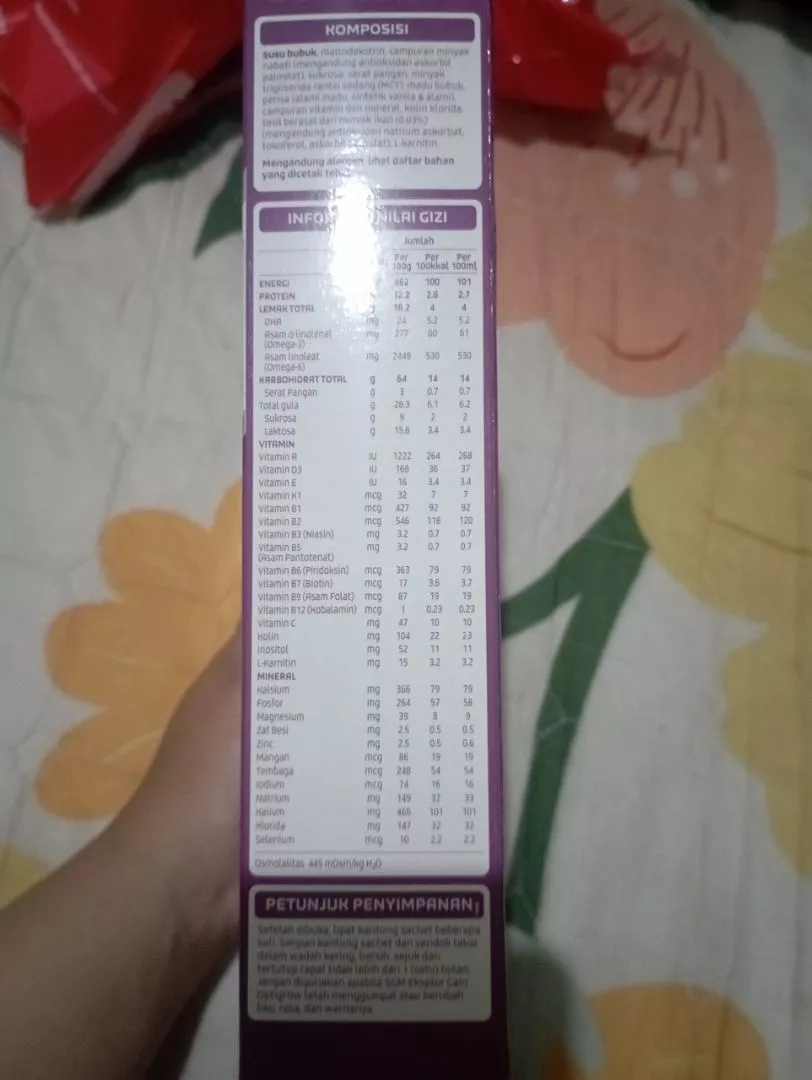 KOMPOSISI
Susu bubuk, maltodekstrin, campuran minyak
nabati (mengandung antioksidan askorbil
palmitat), sukrosa, serat pangan, minyak
trigliserida rantai sedang (MCT), madu bubuk,
perisa (alami madu, sintetik vanila & alami),
campuran vitamin dan mineral, kolin klorida,
DHA berasal dari minyak ikan
(mengandung antioksidan natrium askorbat,
tokoferol, askorbil), L-karnitin.
Mengandung alergen, lihat daftar bahan
yang dicetak
INFO NILAI GIZI
Jumlah
Per Per Per
100g 100kkal 100ml
ENERGI 462 100 101
PROTEIN 12.2 2.6 2.7
LEMAK TOTAL 18.2 4 4
DHA mg 24 5.2 5.2
Asam α-linolenat mg 277 60 61
(Omega-3)
Asam linoleat mg 2449 530 530
(Omega-6)
KARBOHIDRAT TOTAL g 64 14 14
Serat Pangan g 3 0.7 0.7
Total gula g 28.3 6.1 6.2
Sukrosa g 9 2 2
Laktosa g 15.6 3.4 3.4
VITAMIN
Vitamin A IU 1222 264 268
Vitamin D3 IU 168 36 37
Vitamin E IU 16 3.4 3.4
Vitamin K1 mcg 32 7 7
Vitamin B1 mcg 427 92 92
Vitamin B2 mcg 546 118 120
Vitamin B3 (Niasin) mg 3.2 0.7 0.7
Vitamin B5 mg 3.2 0.7 0.7
(Asam Pantotenat)
Vitamin B6 (Piridoksin) mcg 363 79 79
Vitamin B7 (Biotin) mcg 17 3.6 3.7
Vitamin B9 (Asam Folat) mcg 87 19 19
Vitamin B12 (Kobalamin) mcg 1 0.23 0.23
Vitamin C mg 47 10 10
Kolin mg 104 22 23
Inositol mg 52 11 11
L-Karnitin mg 15 3.2 3.2
MINERAL
Kalsium mg 366 79 79
Fosfor mg 264 57 58
Magnesium mg 39 8 9
Zat Besi mg 2.5 0.5 0.5
Zinc mg 2.5 0.5 0.6
Mangan mcg 86 19 19
Tembaga mcg 248 54 54
Iodium mcg 74 16 16
Natrium mg 149 32 33
Kalium mg 466 101 101
Klorida mg 147 32 32
Selenium mcg 10 2.2 2.2
Osmolalitas 445 mOsm/kg H₂O
PETUNJUK PENYIMPANAN
Setelah dibuka, lipat kantung sachet beberapa
kali. Simpan kantung sachet dan sendok takar
dalam wadah kering, bersih, sejuk dan
tertutup rapat tidak lebih dari 1 (satu) bulan.
Jangan digunakan apabila SGM Eksplor Gain
Optigrow telah menggumpal atau berubah
bau, rasa, dan warnanya.